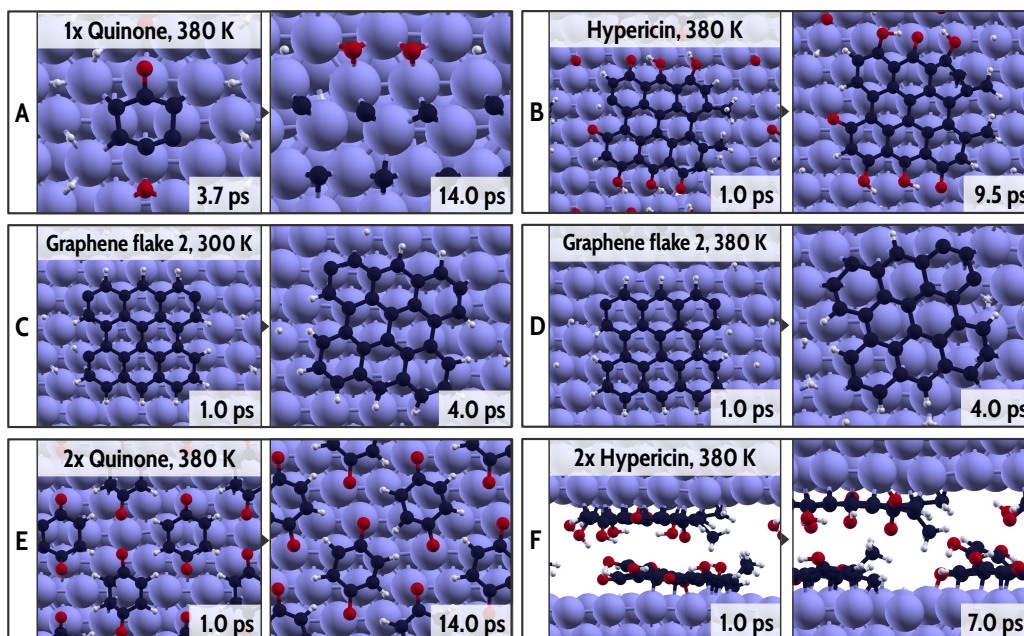 A
1x Quinone, 380 K
3.7 ps
14.0 ps
B
Hypericin, 380 K
1.0 ps
9.5 ps
C
Graphene flake 2, 300 K
1.0 ps
4.0 ps
D
Graphene flake 2, 380 K
1.0 ps
4.0 ps
E
2x Quinone, 380 K
1.0 ps
14.0 ps
F
2x Hypericin, 380 K
1.0 ps
7.0 ps